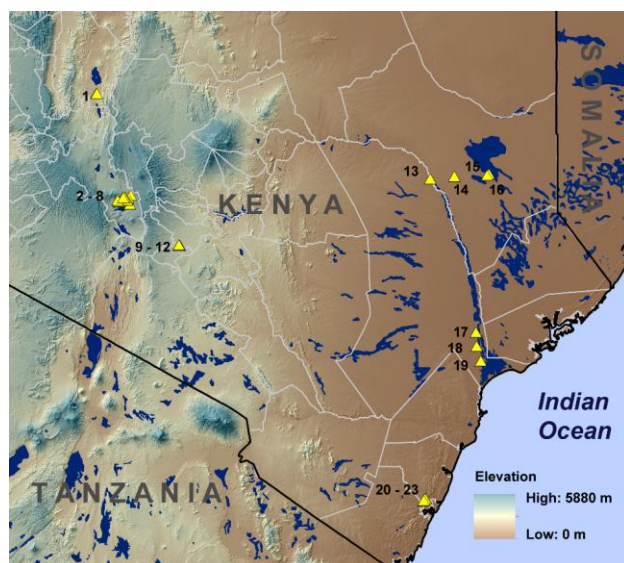 SOMALIA
1
13
14
15
16
2 - 8
KENYA
9 - 12
17
18
19
Indian
Ocean
Elevation
High: 5880 m
Low: 0 m
TANZANIA
20 - 23